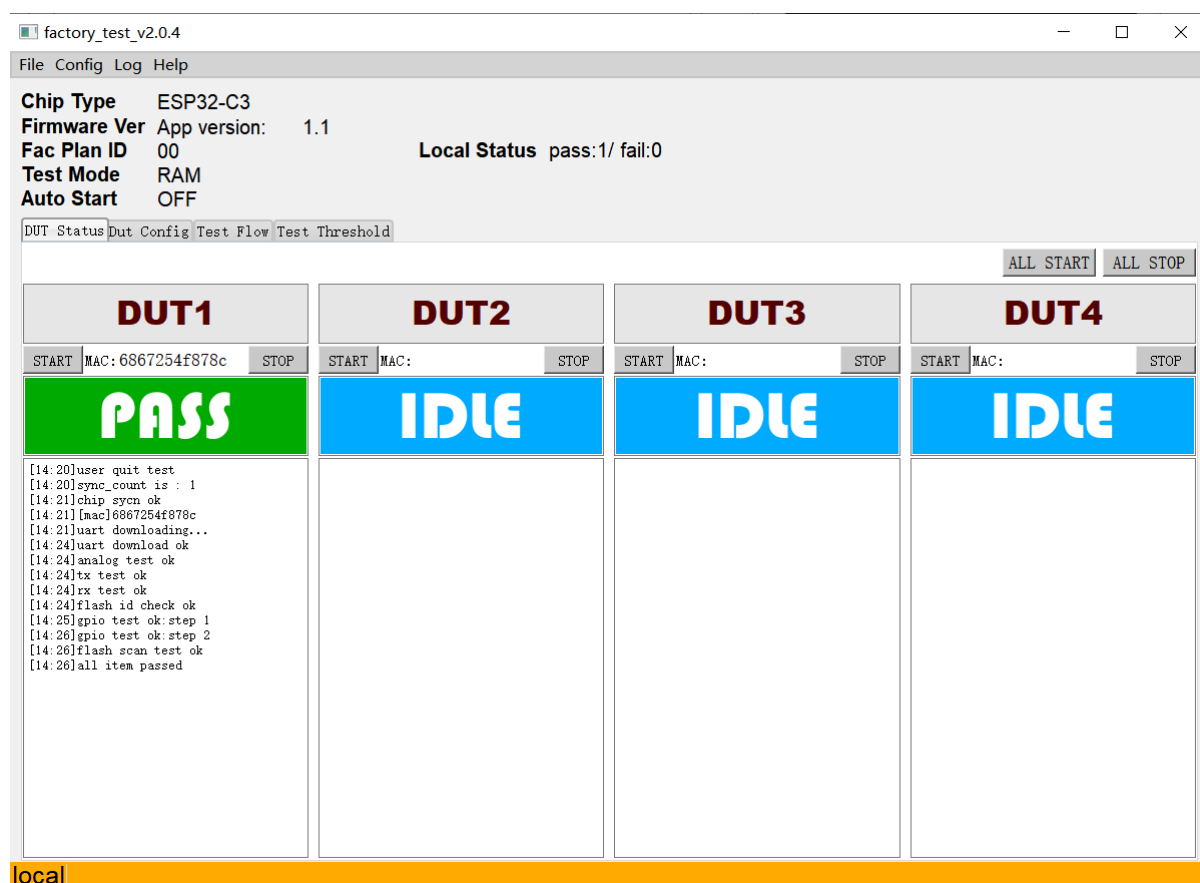 factory_test_v2.0.4
File Config Log Help
Chip Type ESP32-C3
Firmware Ver App version: 1.1
Fac Plan ID 00 Local Status pass:1/ fail:0
Test Mode RAM
Auto Start OFF
DUT Status Dut Config Test Flow Test Threshold
ALL START ALL STOP
DUT1 DUT2 DUT3 DUT4
START MAC:6867254f878c STOP START MAC: STOP START MAC: STOP START MAC: STOP
PASS IDLE IDLE IDLE
[14:20]user quit test
[14:20]sync_count is : 1
[14:21]chip sycn ok
[14:21][mac]6867254f878c
[14:21]uart downloading...
[14:24]uart download ok
[14:24]analog test ok
[14:24]tx test ok
[14:24]rx test ok
[14:24]flash id check ok
[14:25]gpio test ok:step 1
[14:26]gpio test ok:step 2
[14:26]flash scan test ok
[14:26]all item passed
local